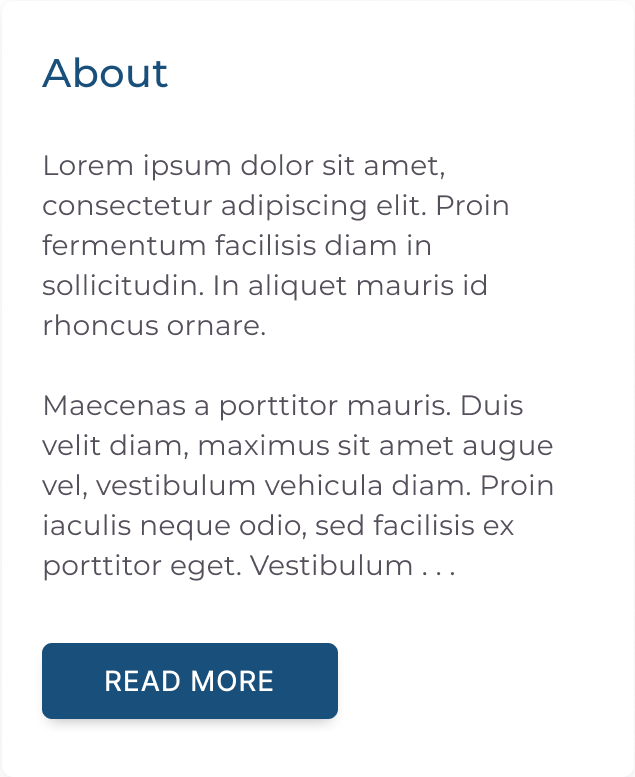 About
Lorem ipsum dolor sit amet,
consectetur adipiscing elit. Proin
fermentum facilisis diam in
sollicitudin. In aliquet mauris id
rhoncus ornare.
Maecenas a porttitor mauris. Duis
velit diam, maximus sit amet augue
vel, vestibulum vehicula diam. Proin
iaculis neque odio, sed facilisis ex
porttitor eget. Vestibulum . . .
READ MORE